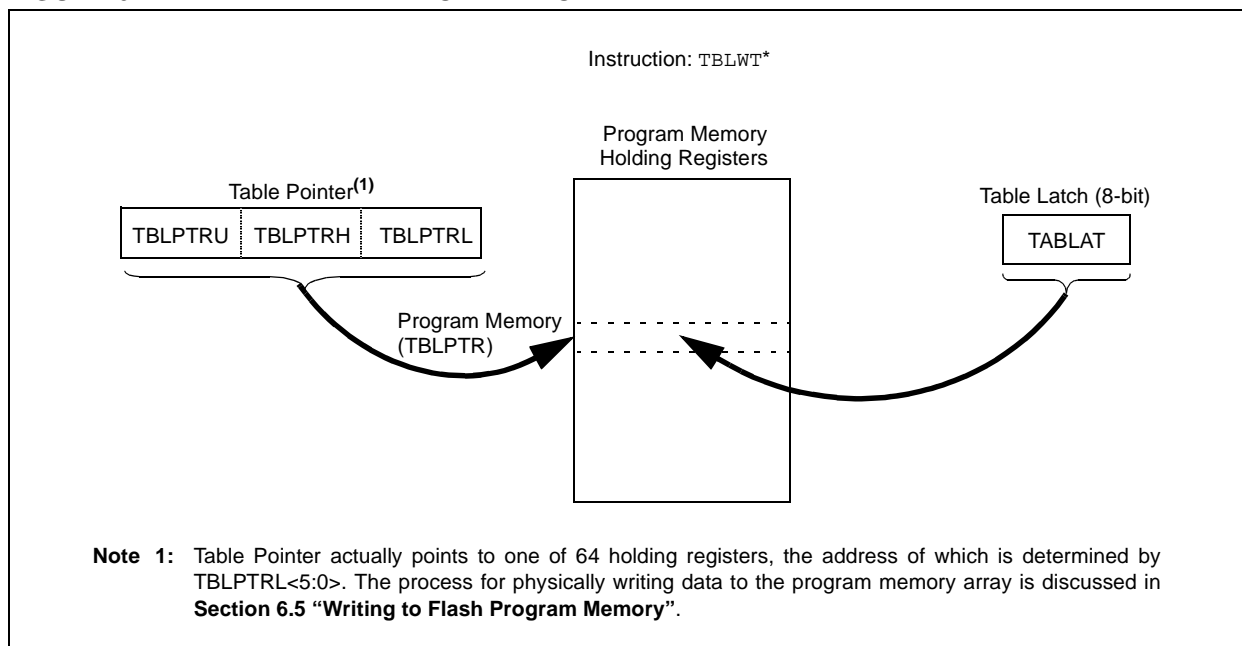 Instruction: TBLWT*
Program Memory
Holding Registers
Table Pointer(1)
Table Latch (8-bit)
TBLPTRU TBLPTRH TBLPTRL
TABLAT
Program Memory
(TBLPTR)
Note 1: Table Pointer actually points to one of 64 holding registers, the address of which is determined by
TBLPTRL<5:0>. The process for physically writing data to the program memory array is discussed in
Section 6.5 “Writing to Flash Program Memory”.